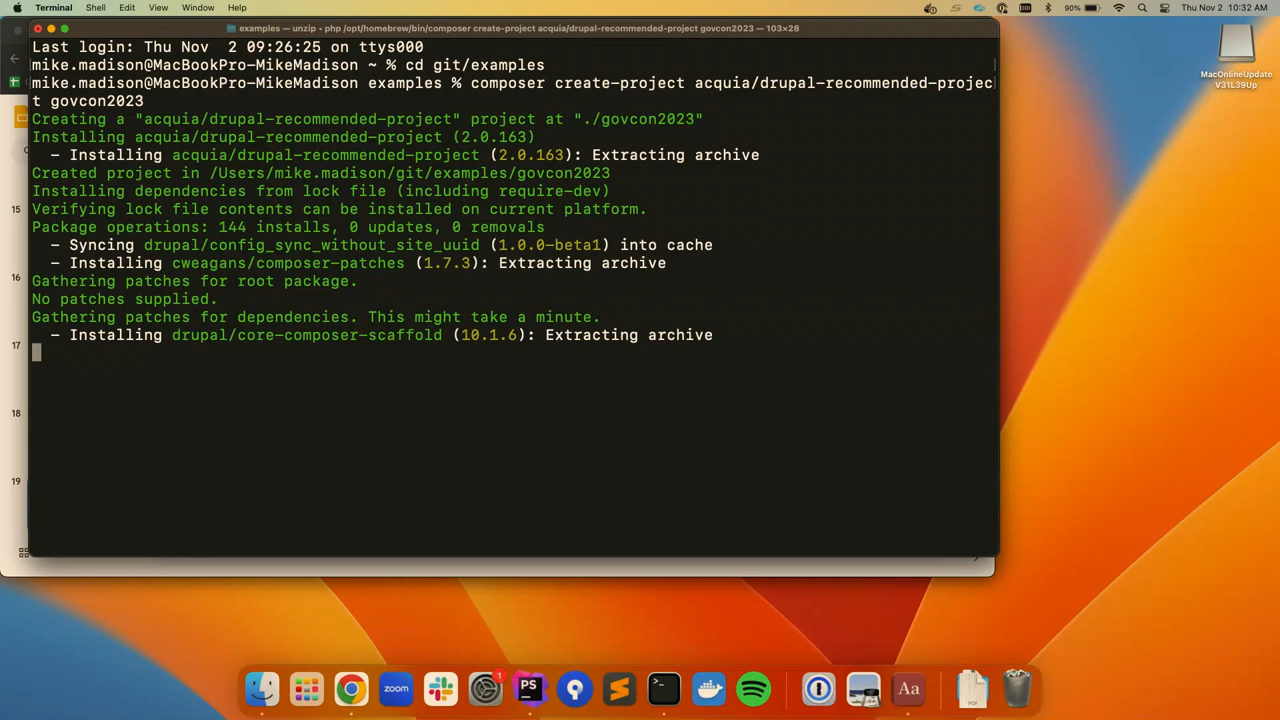 Terminal Shell Edit View Window Help 90% Thu Nov 2 10:32 AM
examples — unzip • php /opt/homebrew/bin/composer create-project acquia/drupal-recommended-project govcon2023 — 103×28
Last login: Thu Nov  2 09:26:25 on ttys000
mike.madison@MacBookPro-MikeMadison ~ % cd git/examples
mike.madison@MacBookPro-MikeMadison examples % composer create-project acquia/drupal-recommended-projec
t govcon2023
Creating a "acquia/drupal-recommended-project" project at "./govcon2023"
Installing acquia/drupal-recommended-project (2.0.163)
  - Installing acquia/drupal-recommended-project (2.0.163): Extracting archive
Created project in /Users/mike.madison/git/examples/govcon2023
Installing dependencies from lock file (including require-dev)
Verifying lock file contents can be installed on current platform.
Package operations: 144 installs, 0 updates, 0 removals
  - Syncing drupal/config_sync_without_site_uuid (1.0.0-beta1) into cache
  - Installing cweagans/composer-patches (1.7.3): Extracting archive
Gathering patches for root package.
No patches supplied.
Gathering patches for dependencies. This might take a minute.
  - Installing drupal/core-composer-scaffold (10.1.6): Extracting archive
15
16
17
18
19
MacOnlineUpdate
V31L39Up
zoom
1
PS
Aa
PDF